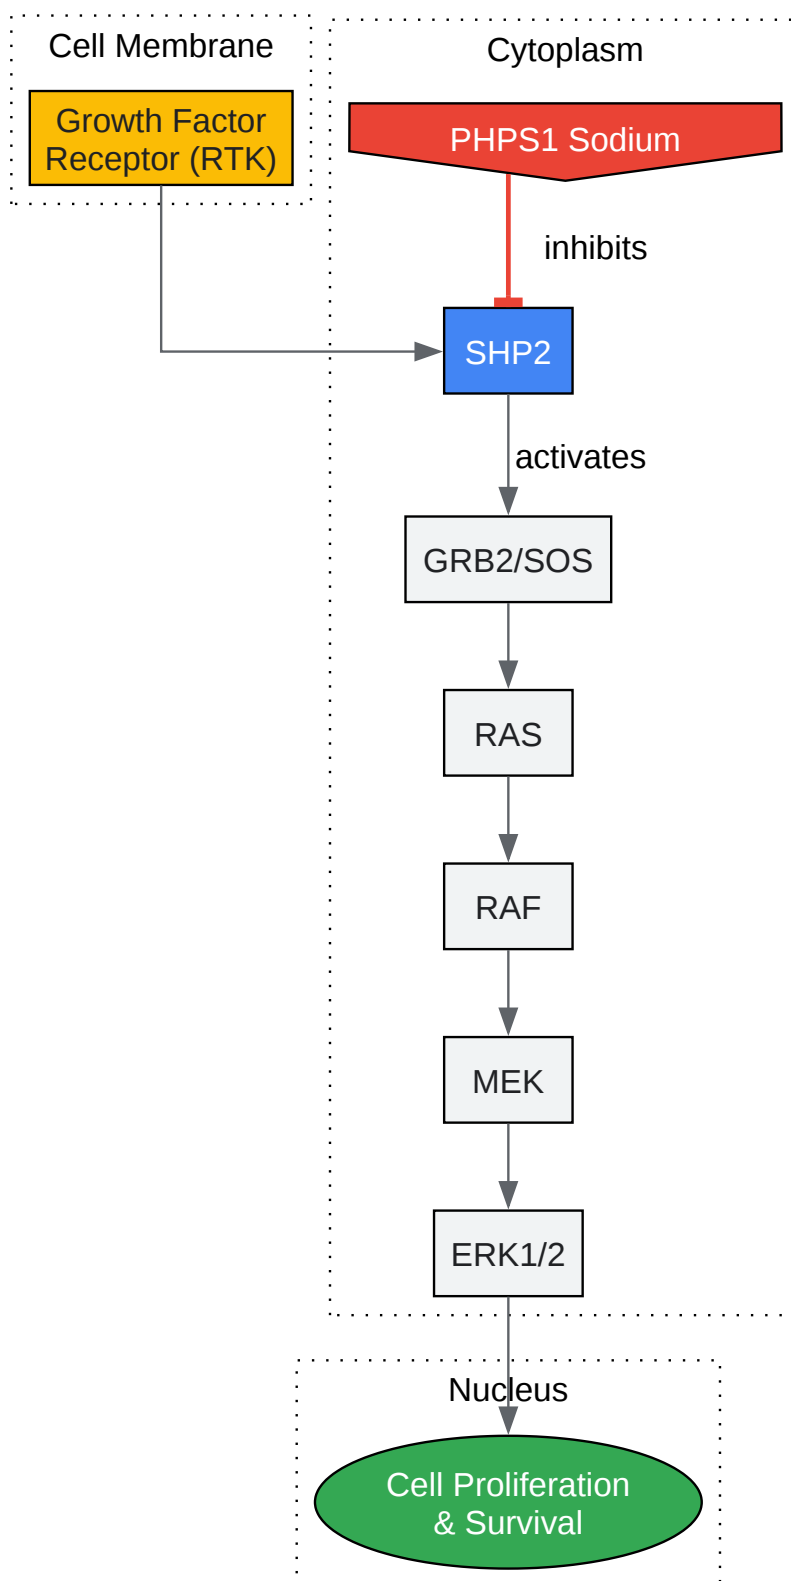 Cell Membrane
Growth Factor
Receptor (RTK)
Cytoplasm
PHPS1 Sodium
inhibits
SHP2
activates
GRB2/SOS
RAS
RAF
MEK
ERK1/2
Nucleus
Cell Proliferation
& Survival